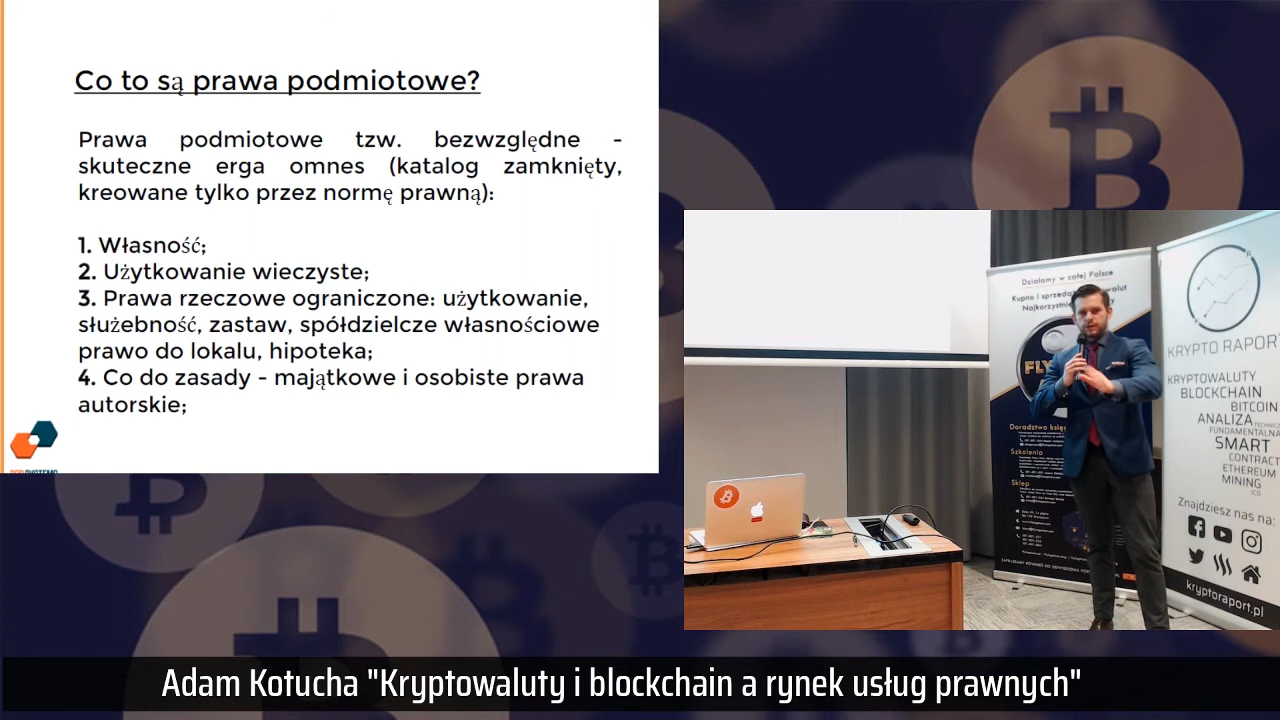 Co to są prawa podmiotowe?
Prawa podmiotowe tzw. bezwzględne -
skuteczne erga omnes (katalog zamknięty,
kreowane tylko przez normę prawną):
1. Własność;
2. Użytkowanie wieczyste;
3. Prawa rzeczowe ograniczone: użytkowanie,
służebność, zastaw, spółdzielcze własnościowe
prawo do lokalu, hipoteka;
4. Co do zasady - majątkowe i osobiste prawa
autorskie;
Działamy w całej Polsce
Kupno i sprzedaż
Najkorzystnie
FLY
Doradztwo
Szkolenia
Sklep
KRYPTO RAPORT
KRYPTOWALUTY
BLOCKCHAIN
BITCOIN
ANALIZA
FUNDAMENTALNA
SMART
CONTRACT
ETHEREUM
MINING
ICO
Znajdziesz nas na:
kryptoraport.pl
Adam Kotucha "Kryptowaluty i blockchain a rynek usług prawnych"